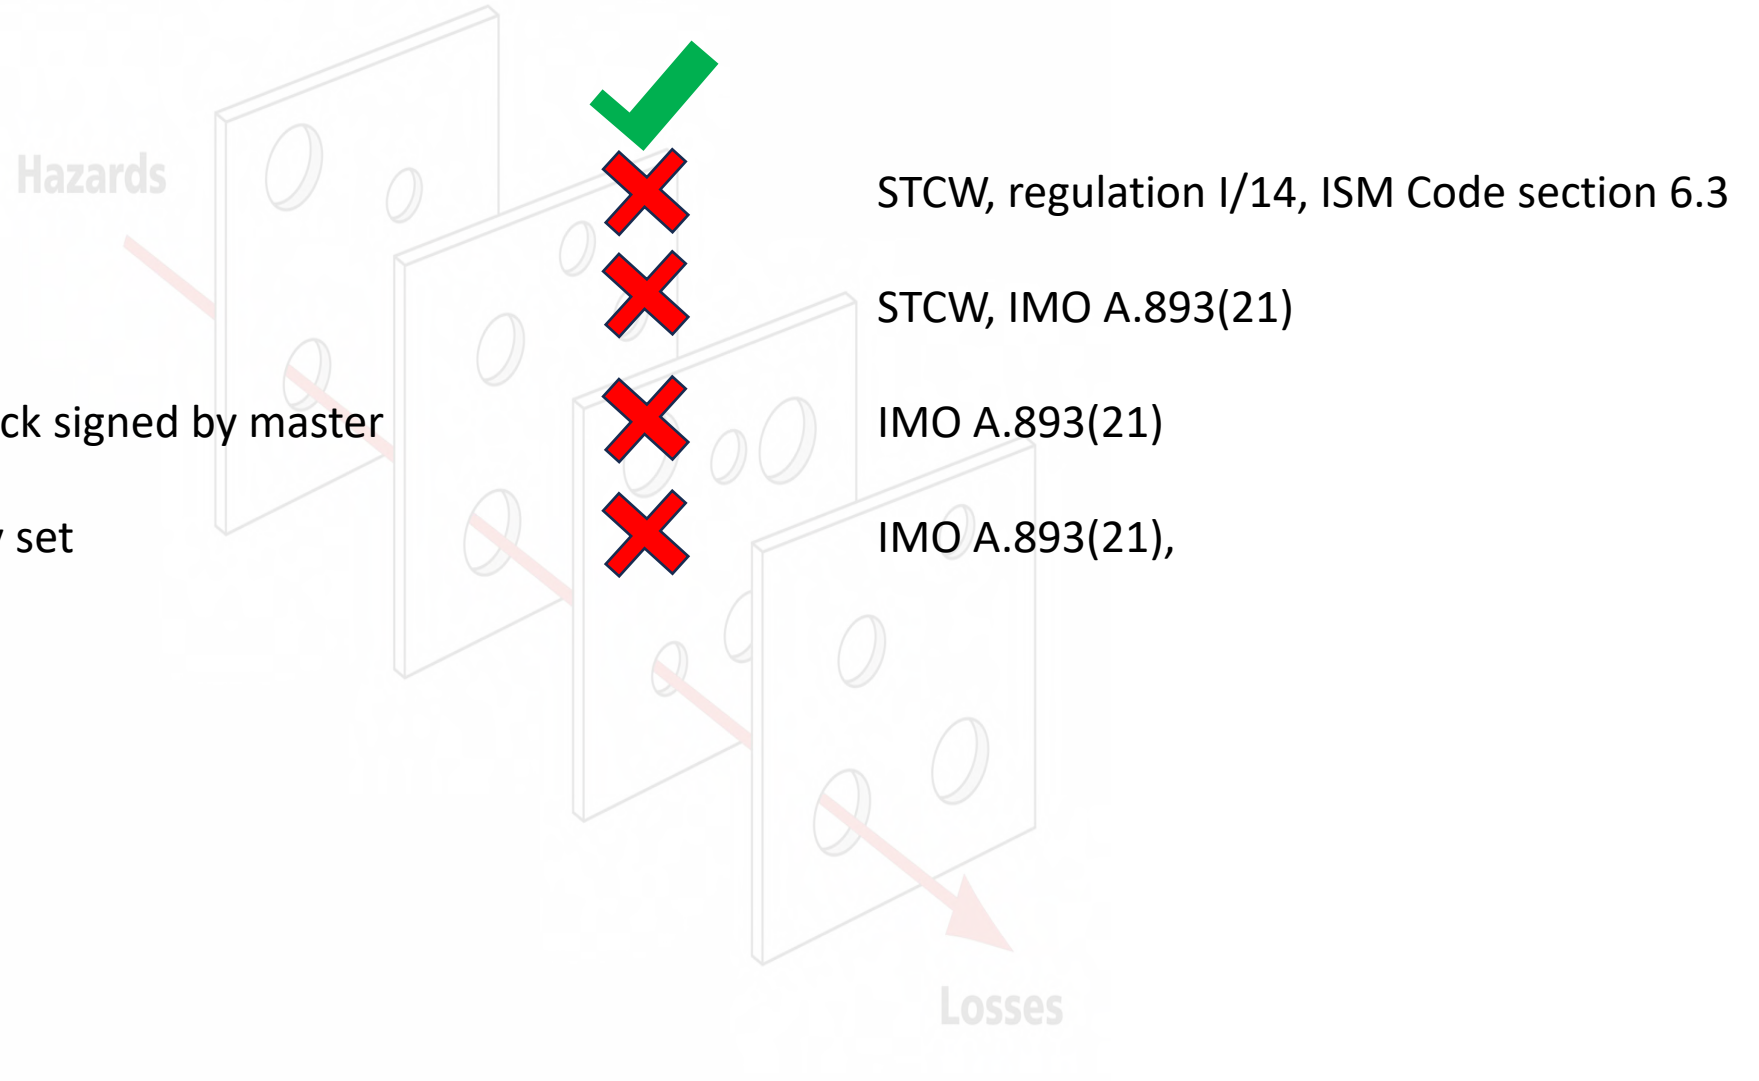 Hazards
STCW, regulation I/14, ISM Code section 6.3
STCW, IMO A.893(21)
ck signed by master IMO A.893(21)
set IMO A.893(21),
Losses